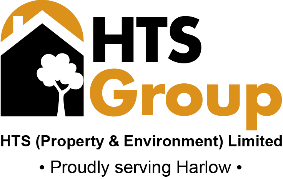 HTS
Group
HTS (Property & Environment) Limited
• Proudly serving Harlow •